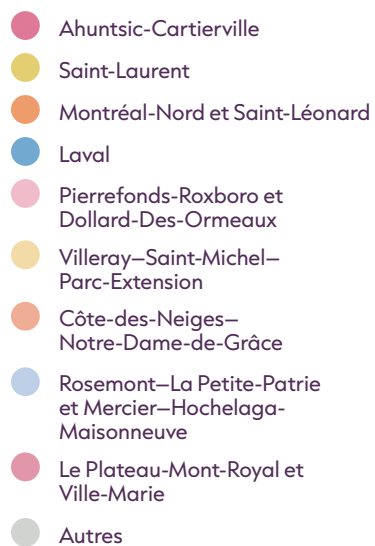 Ahuntsic-Cartierville
Saint-Laurent
Montréal-Nord et Saint-Léonard
Laval
Pierrefonds-Roxboro et
Dollard-Des-Ormeaux
Villeray–Saint-Michel–
Parc-Extension
Côte-des-Neiges–
Notre-Dame-de-Grâce
Rosemont–La Petite-Patrie
et Mercier–Hochelaga-
Maisonneuve
Le Plateau-Mont-Royal et
Ville-Marie
Autres